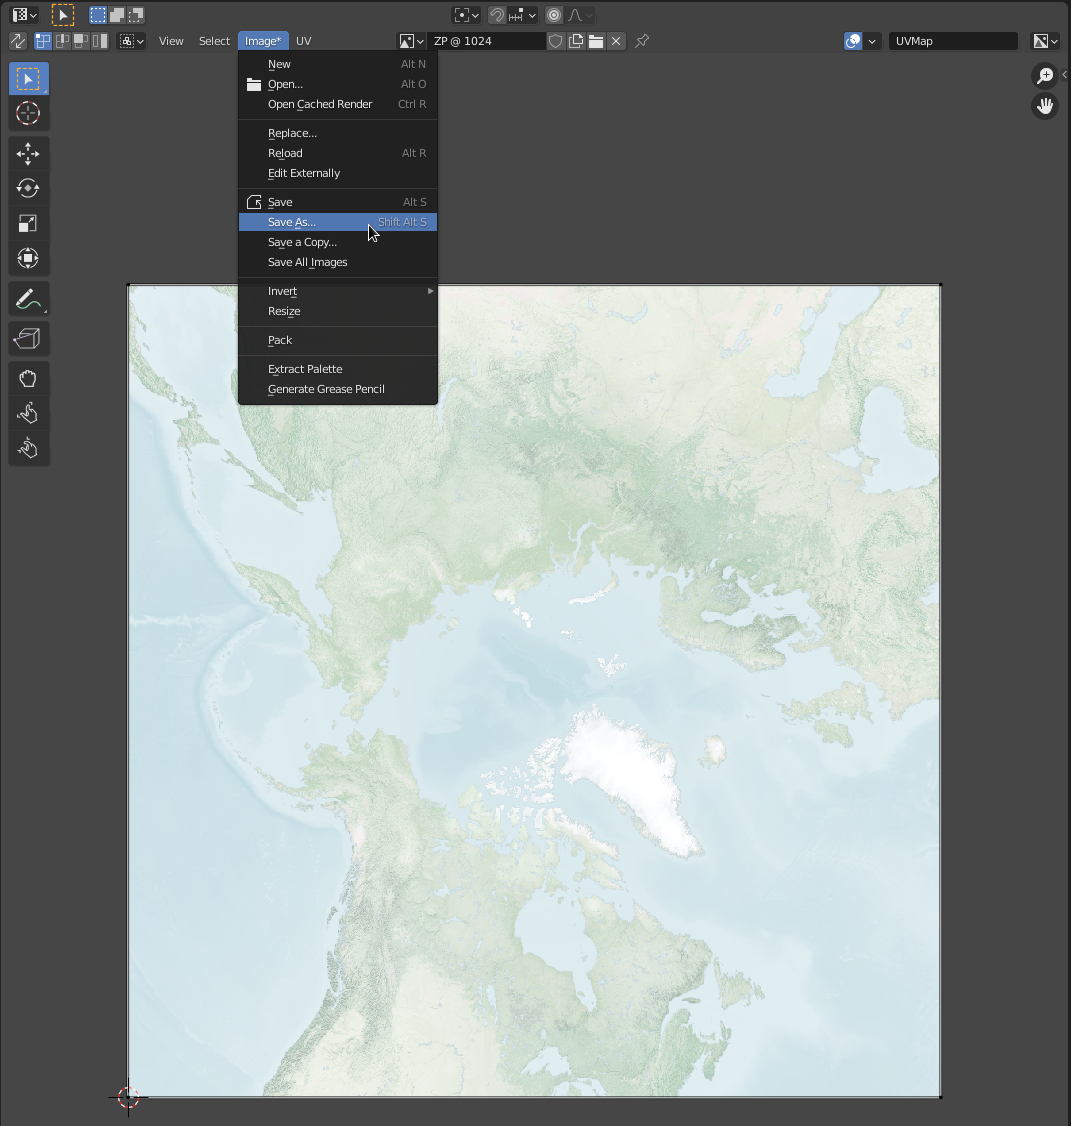 View Select Image* UV ZP @ 1024 UVMap
New Alt N
Open... Alt O
Open Cached Render Ctrl R
Replace...
Reload Alt R
Edit Externally
Save Alt S
Save As... Shift Alt S
Save a Copy...
Save All Images
Invert
Resize
Pack
Extract Palette
Generate Grease Pencil